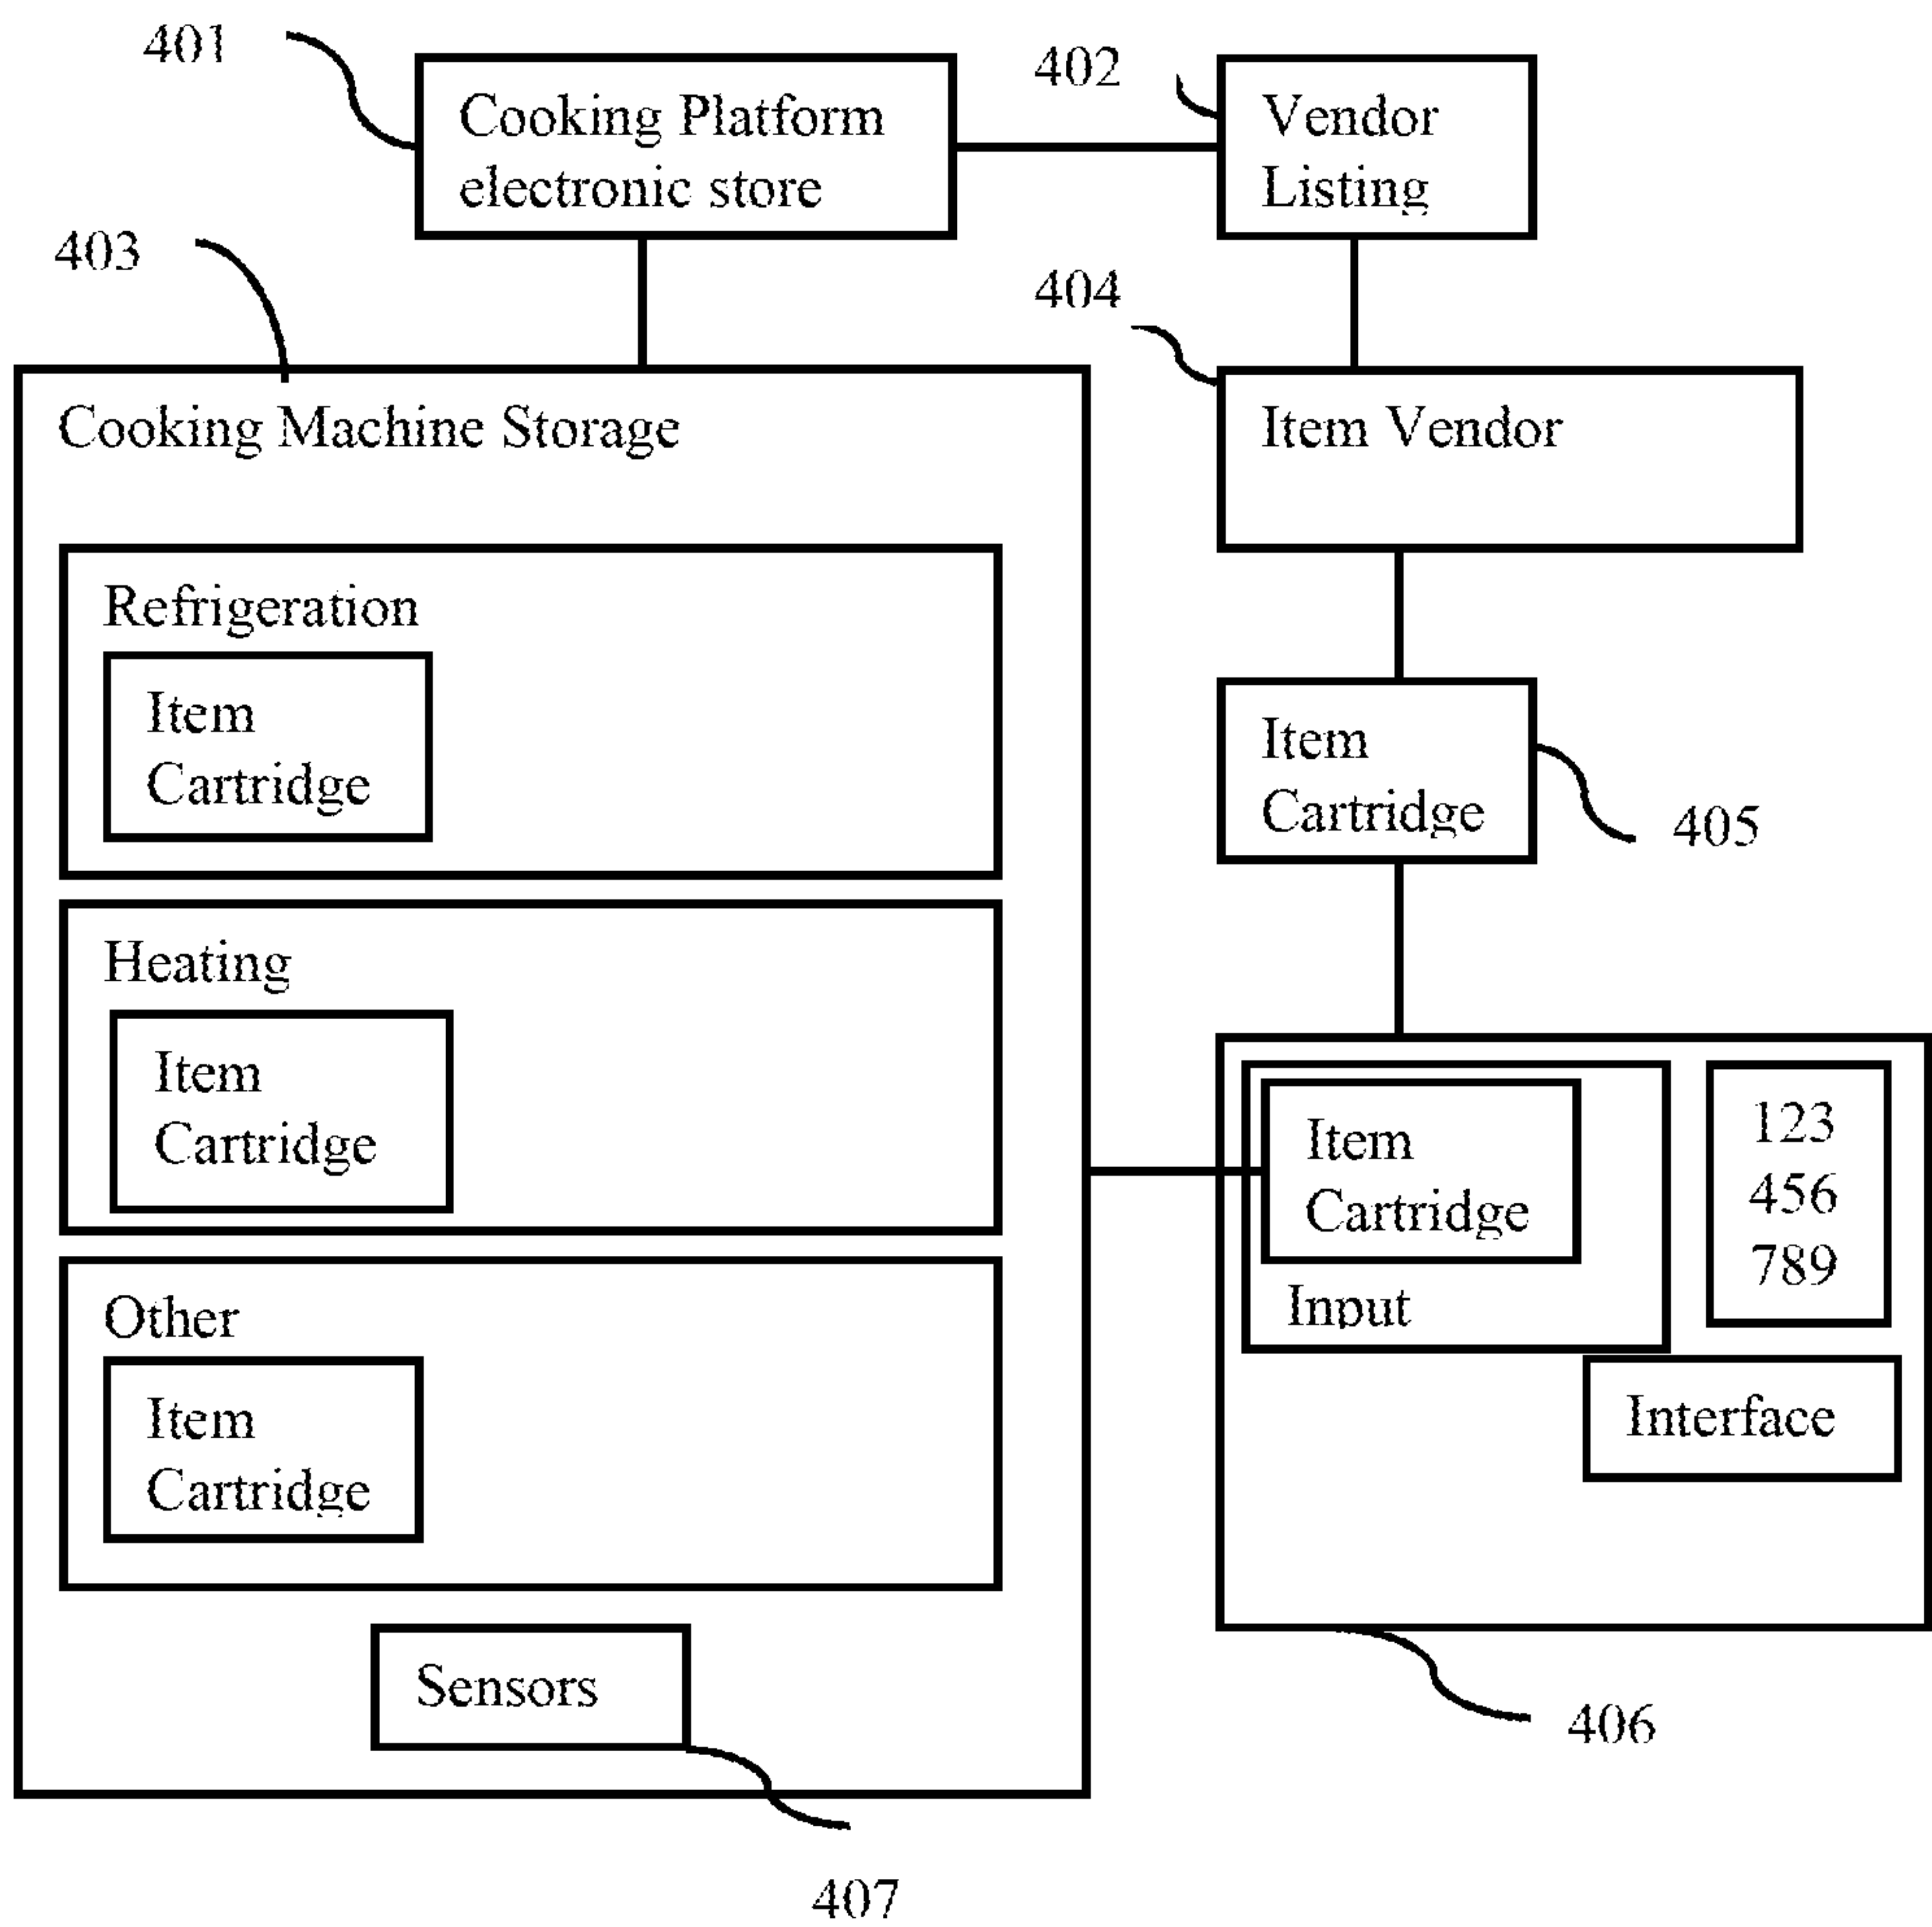 401
Cooking Platform
electronic store
402
Vendor
Listing
403
404
Cooking Machine Storage
Item Vendor
Refrigeration
Item
Cartridge
Item
Cartridge
405
Heating
Item
Cartridge
Item
Cartridge
Input
123
456
789
Interface
Other
Item
Cartridge
Sensors
406
407